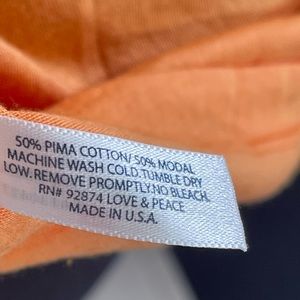 50% PIMA COTTON/ 50% MODAL
MACHINE WASH COLD.TUMBLE DRY
LOW. REMOVE PROMPTLY.NO BLEACH.
RN# 92874 LOVE & PEACE
MADE IN U.S.A.